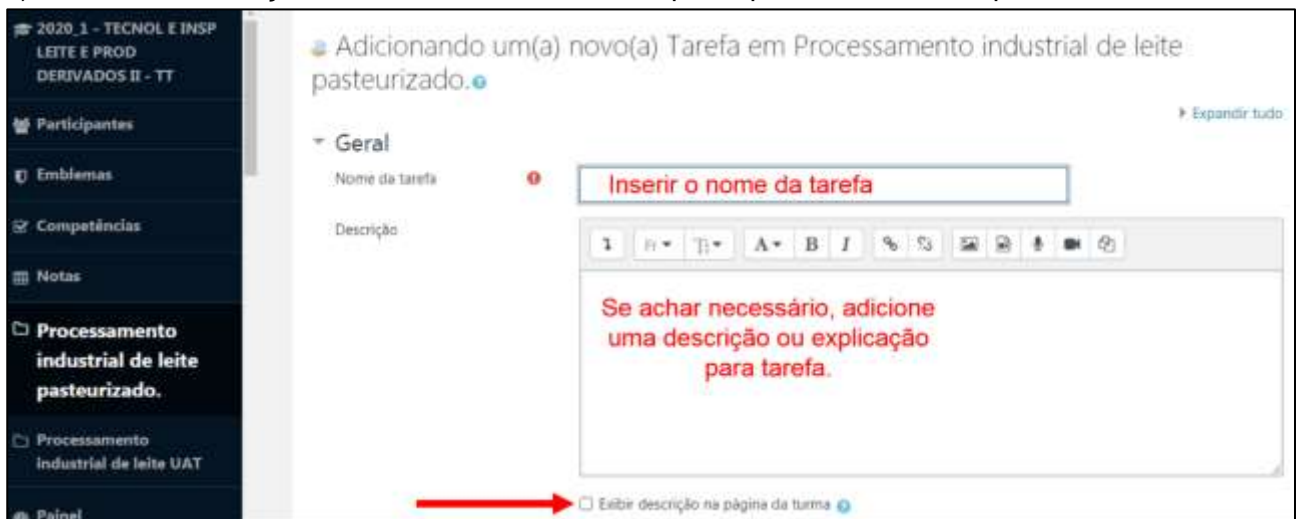 2020_1 - TECNOL E INSP
LEITE E PROD
DERIVADOS II - TT
Participantes
Emblemas
Competências
Notas
Processamento
industrial de leite
pasteurizado.
Processamento
industrial de leite UAT
Painel
Adicionando um(a) novo(a) Tarefa em Processamento industrial de leite
pasteurizado.
Expandir tudo
Geral
Nome da tarefa
Inserir o nome da tarefa
Descrição
A B I
Se achar necessário, adicione
uma descrição ou explicação
para tarefa.
Exibir descrição na página da turma